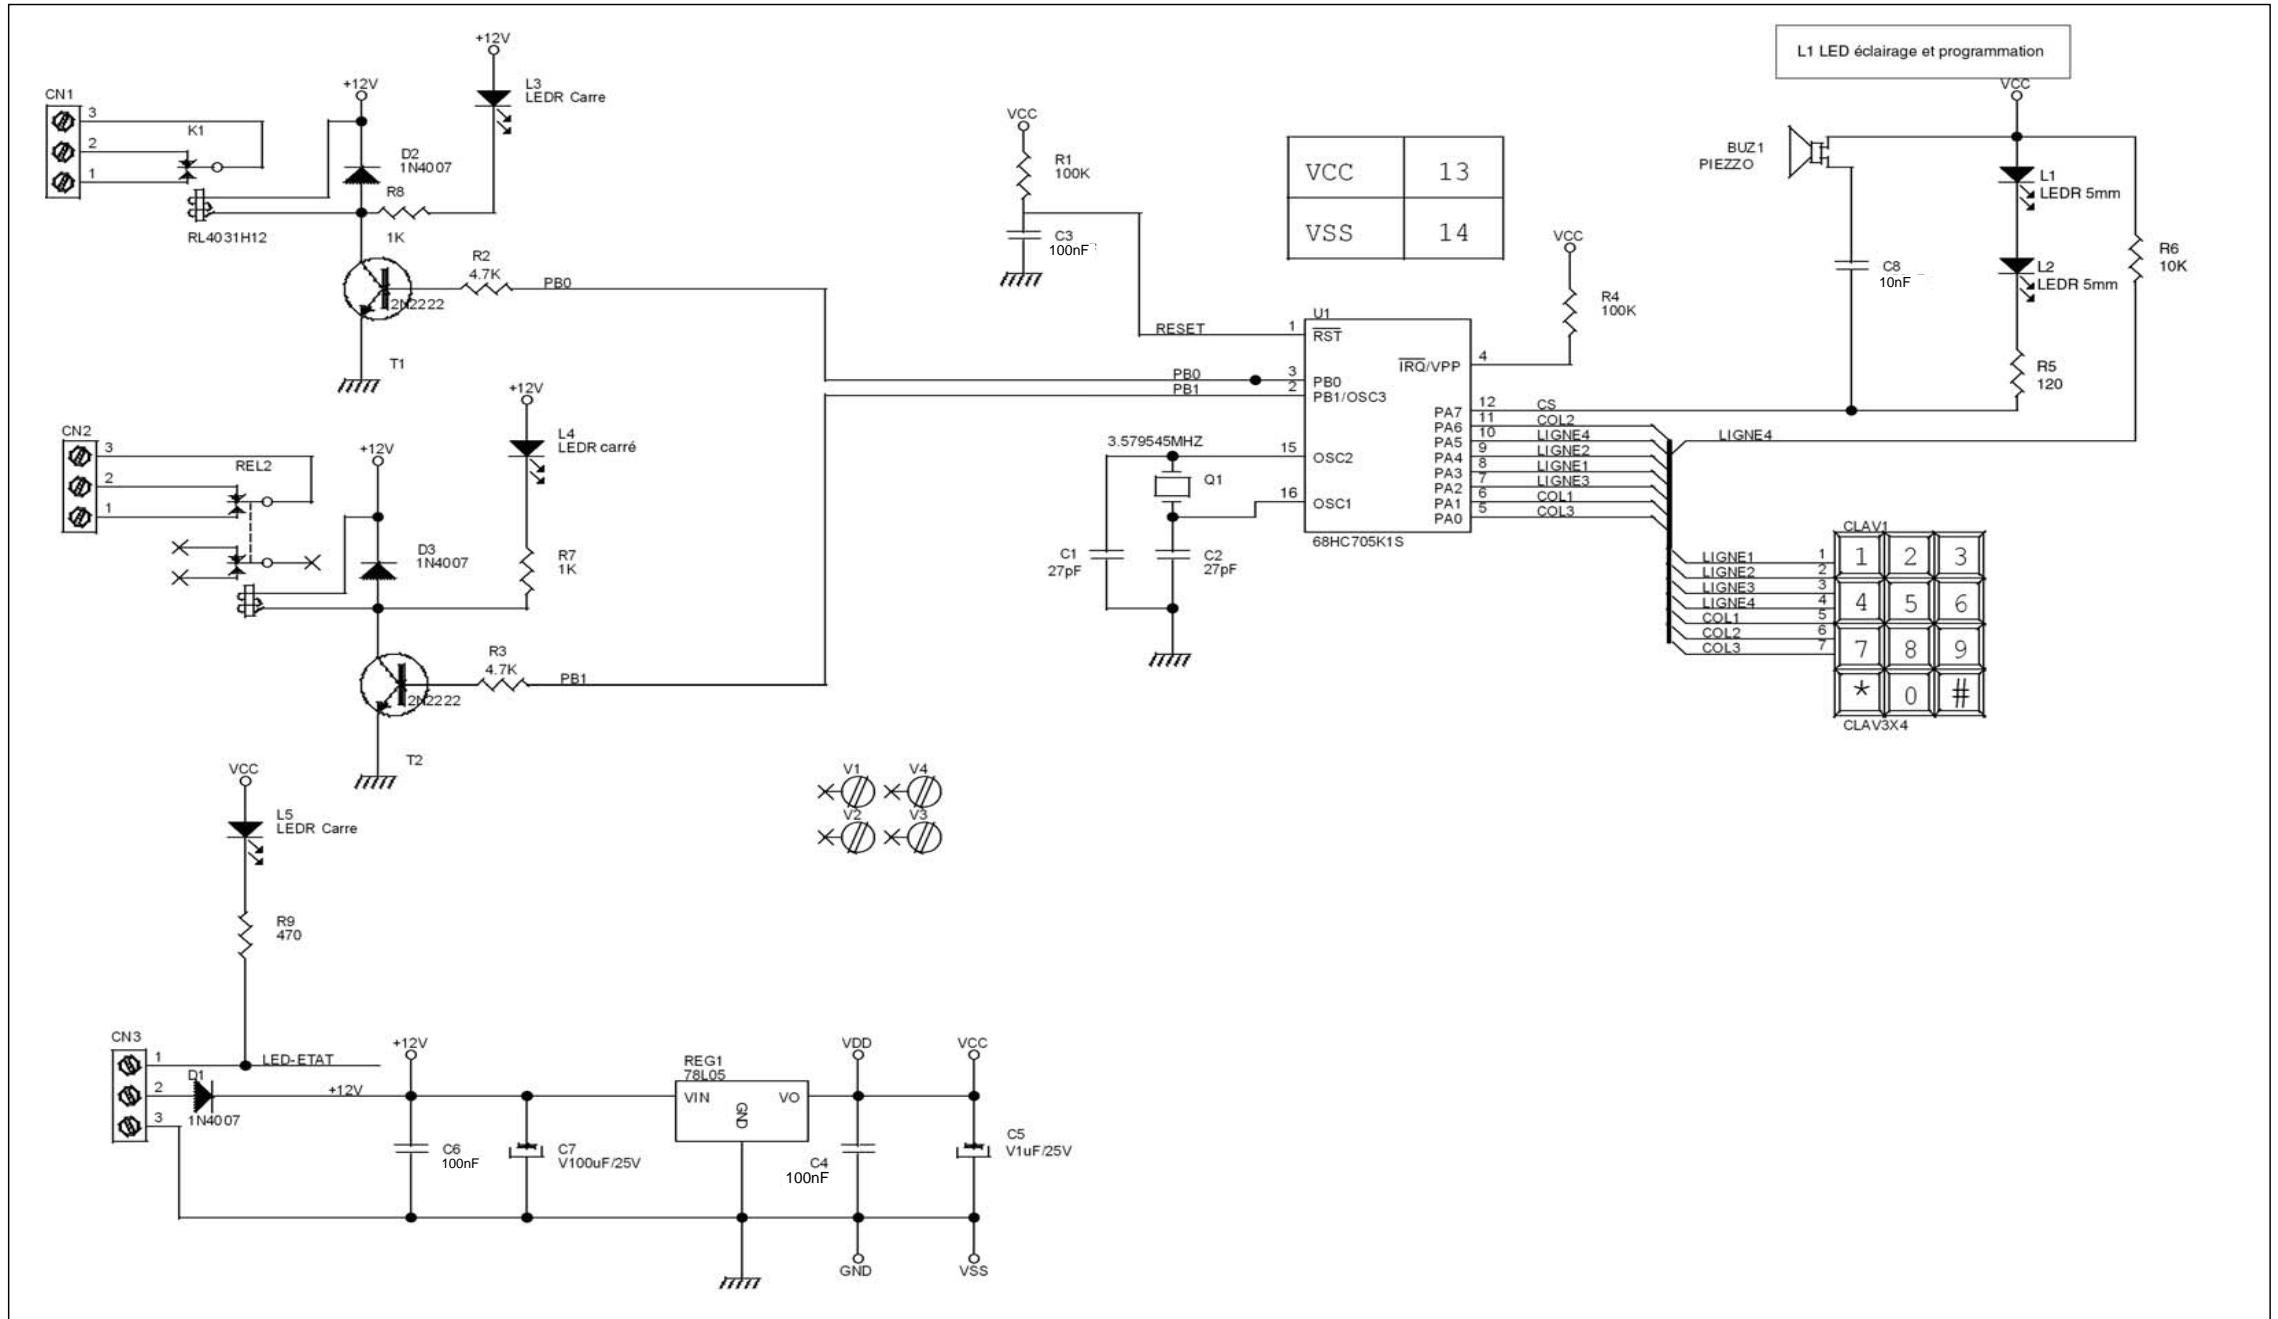 L1 LED éclairage et programmation
+12V
L3
LEDR Carre
+12V
CN1
3
2
1
K1
D2
1N4007
R8
1K
RL4031H12
R2
4.7K
PB0
2N2222
T1
VCC
R1
100K
C3
100nF
VCC 13
VSS 14
VCC
R4
100K
VCC
BUZ1
PIEZZO
L1
LEDR 5mm
L2
LEDR 5mm
C8
10nF
R5
120
R6
10K
U1
RESET 1 RST
PB0 3 PB0
PB1 2 PB1/OSC3
15 OSC2
16 OSC1
IRQ/VPP 4
PA7 12 CS
PA6 11 COL2
PA5 10 LIGNE4
PA4 9 LIGNE2
PA3 8 LIGNE1
PA2 7 LIGNE3
PA1 6 COL1
PA0 5 COL3
68HC705K1S
LIGNE4
3.579545MHZ
Q1
C1
27pF
C2
27pF
CLAV1
LIGNE1 1
LIGNE2 2
LIGNE3 3
LIGNE4 4
COL1 5
COL2 6
COL3 7
1 2 3
4 5 6
7 8 9
* 0 #
CLAV3X4
CN2
3
2
1
REL2
+12V
+12V
L4
LEDR carré
D3
1N4007
R7
1K
R3
4.7K
PB1
2N2222
T2
VCC
L5
LEDR Carre
R9
470
V1 V4
V2 V3
CN3
1
2
3
LED-ETAT
D1
1N4007
+12V
+12V
C6
100nF
C7
V100uF/25V
REG1
78L05
VIN VO
GND
VDD
VCC
C4
100nF
C5
V1uF/25V
GND
VSS